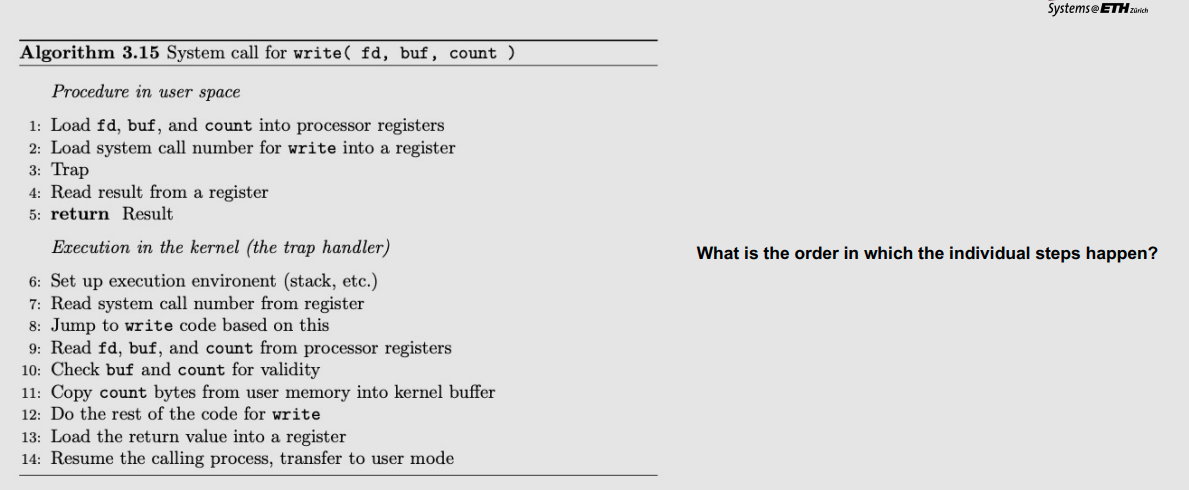 Systems@ETH Zürich
Algorithm 3.15 System call for write( fd, buf, count )
Procedure in user space
1: Load fd, buf, and count into processor registers
2: Load system call number for write into a register
3: Trap
4: Read result from a register
5: return Result
Execution in the kernel (the trap handler)
What is the order in which the individual steps happen?
6: Set up execution environent (stack, etc.)
7: Read system call number from register
8: Jump to write code based on this
9: Read fd, buf, and count from processor registers
10: Check buf and count for validity
11: Copy count bytes from user memory into kernel buffer
12: Do the rest of the code for write
13: Load the return value into a register
14: Resume the calling process, transfer to user mode